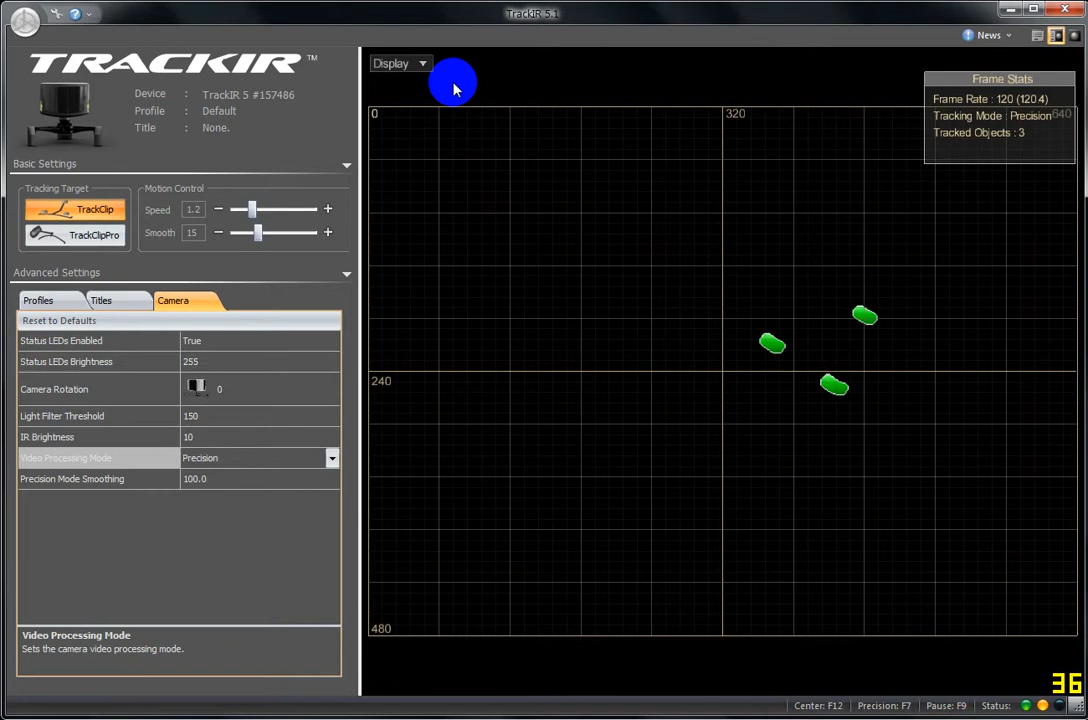 TrackIR 5.1
News
TRACKIR™
Device : TrackIR 5 #157486
Profile : Default
Title : None.
Basic Settings
Tracking Target
TrackClip
TrackClipPro
Motion Control
Speed 1.2 − +
Smooth 15 − +
Advanced Settings
Profiles Titles Camera
Reset to Defaults
Status LEDs Enabled True
Status LEDs Brightness 255
Camera Rotation 0
Light Filter Threshold 150
IR Brightness 10
Video Processing Mode Precision
Precision Mode Smoothing 100.0
Video Processing Mode
Sets the camera video processing mode.
Display
Frame Stats
Frame Rate : 120 (120.4)
Tracking Mode : Precision
Tracked Objects : 3
0 320 640
240
480
36
Center: F12 Precision: F7 Pause: F9 Status: